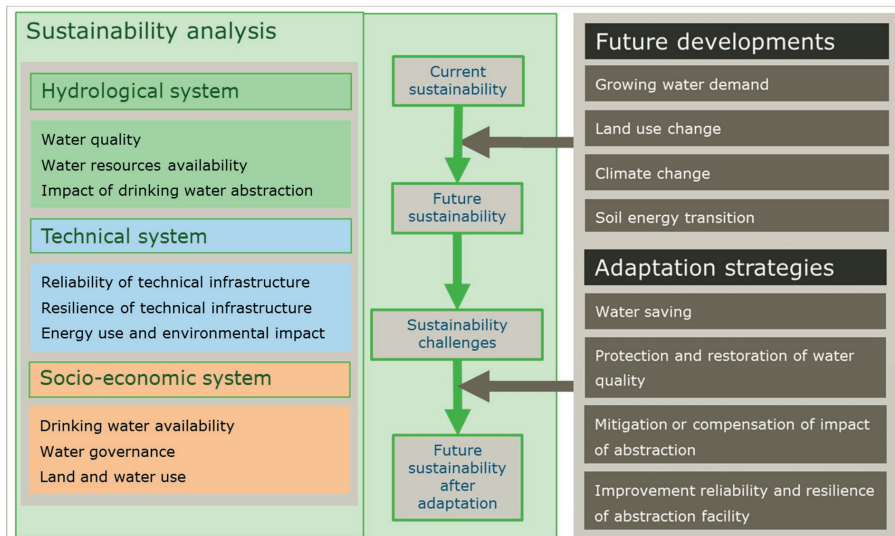 Sustainability analysis
Hydrological system
Water quality
Water resources availability
Impact of drinking water abstraction
Technical system
Reliability of technical infrastructure
Resilience of technical infrastructure
Energy use and environmental impact
Socio-economic system
Drinking water availability
Water governance
Land and water use
Current
sustainability
Future
sustainability
Sustainability
challenges
Future
sustainability
after
adaptation
Future developments
Growing water demand
Land use change
Climate change
Soil energy transition
Adaptation strategies
Water saving
Protection and restoration of water
quality
Mitigation or compensation of impact
of abstraction
Improvement reliability and resilience
of abstraction facility